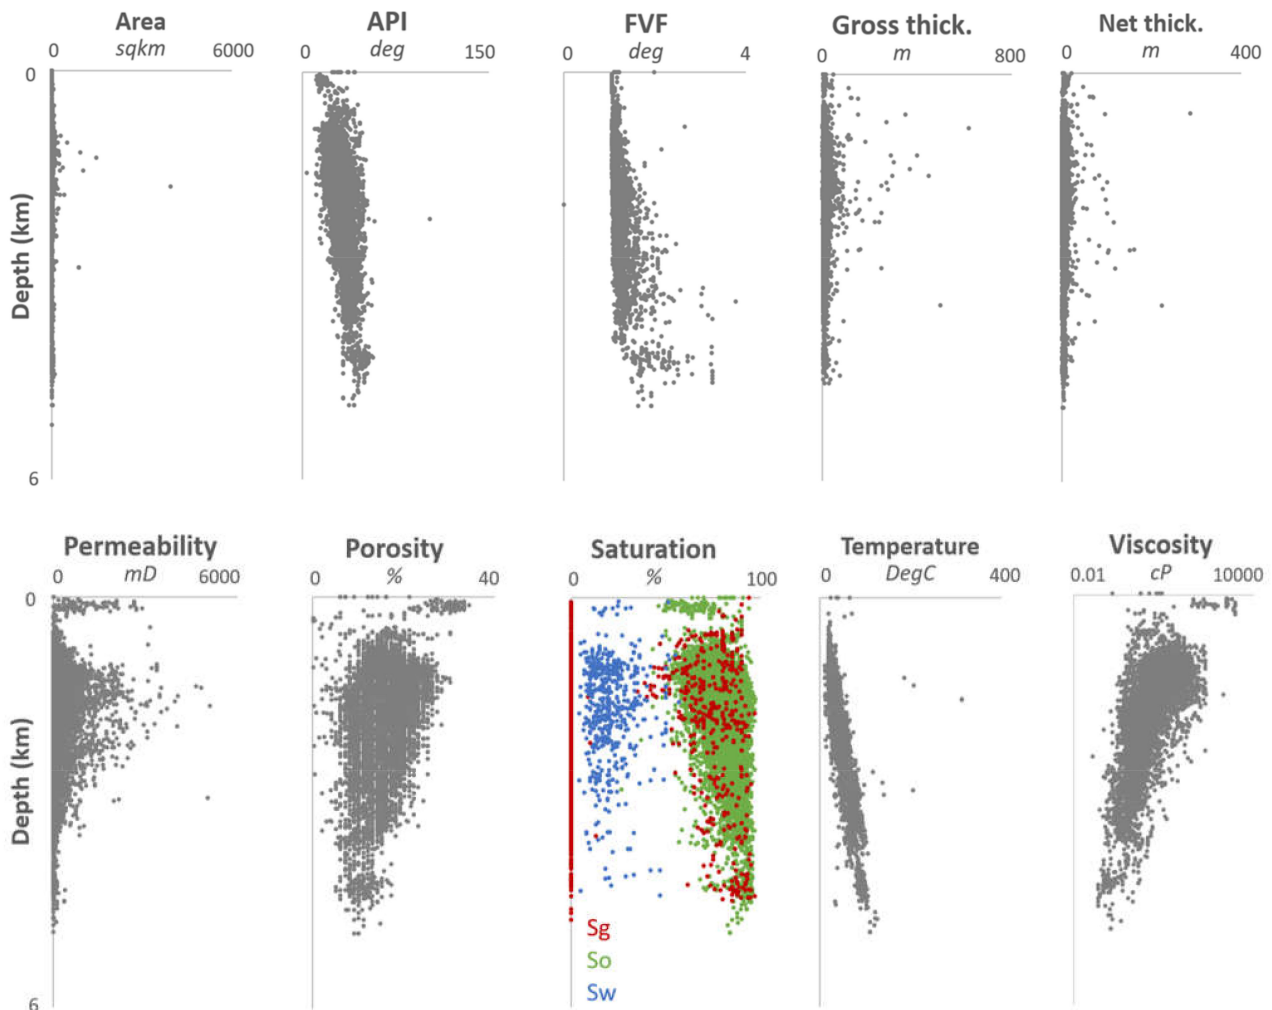 Area API FVF Gross thick. Net thick.
0 sqkm 6000 0 deg 150 0 deg 4 0 m 800 0 m 400
0
Depth (km)
6
Permeability Porosity Saturation Temperature Viscosity
0 mD 6000 0 % 40 0 % 100 0 DegC 400 0.01 cP 10000
0
Depth (km)
Sg
So
Sw
6